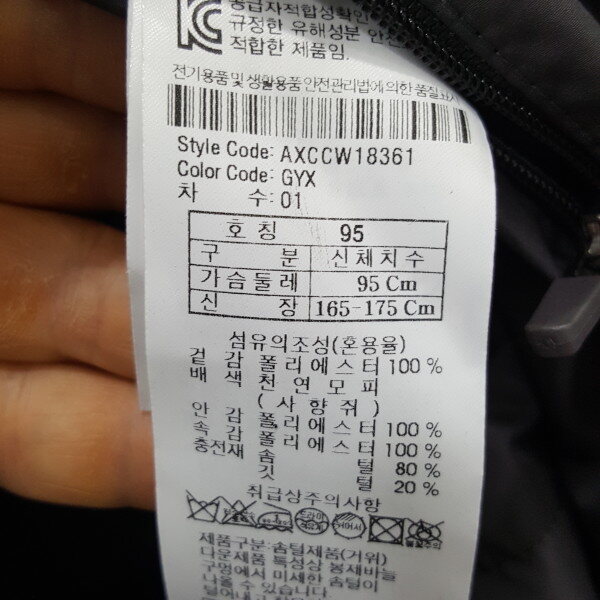 공급자적합성확인
규정한 유해성분 안전
적합한 제품임.
전기용품 및 생활용품 안전관리법에 의한 품질표시
Style Code: AXCCW18361
Color Code: GYX
차 수: 01
호 칭 95
구 분 신체치수
가슴둘레 95 Cm
신 장 165-175 Cm
섬유의조성(혼용율)
겉 감 폴리에스터 100 %
배 색 천연모피
(사향쥐)
안 감 폴리에스터 100 %
속 감 폴리에스터 100 %
충전재 솜 털 80 %
깃 털 20 %
취급상주의사항
드라이
제품구분:솜털제품(거위)
다운제품 특성상 봉제바늘
구멍에서 미세한 솜털이
나올 수